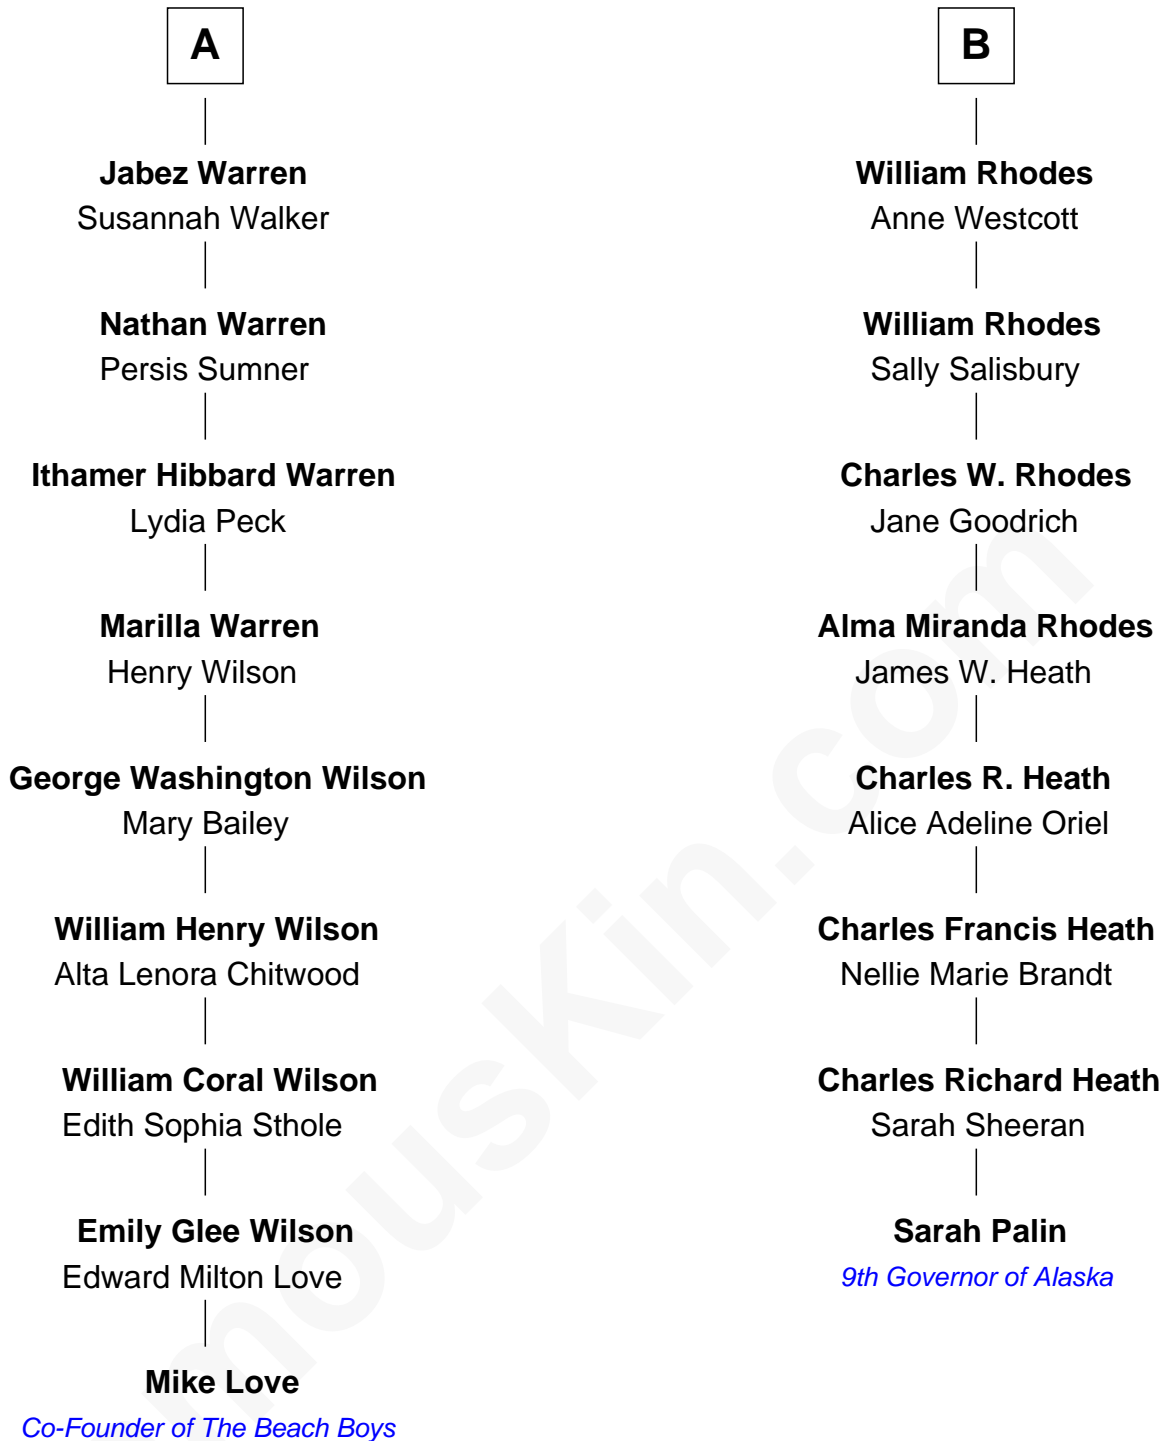 A
Jabez Warren
Susannah Walker
Nathan Warren
Persis Sumner
Ithamer Hibbard Warren
Lydia Peck
Marilla Warren
Henry Wilson
George Washington Wilson
Mary Bailey
William Henry Wilson
Alta Lenora Chitwood
William Coral Wilson
Edith Sophia Sthole
Emily Glee Wilson
Edward Milton Love
Mike Love
Co-Founder of The Beach Boys
B
William Rhodes
Anne Westcott
William Rhodes
Sally Salisbury
Charles W. Rhodes
Jane Goodrich
Alma Miranda Rhodes
James W. Heath
Charles R. Heath
Alice Adeline Oriel
Charles Francis Heath
Nellie Marie Brandt
Charles Richard Heath
Sarah Sheeran
Sarah Palin
9th Governor of Alaska
mousKin.com